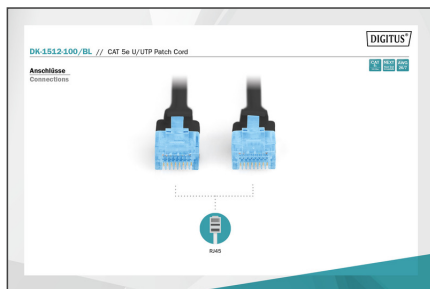 DIGITUS®
DK-1512-100/BL // CAT 5e U/UTP Patch Cord
Anschlüsse
Connections
RJ45